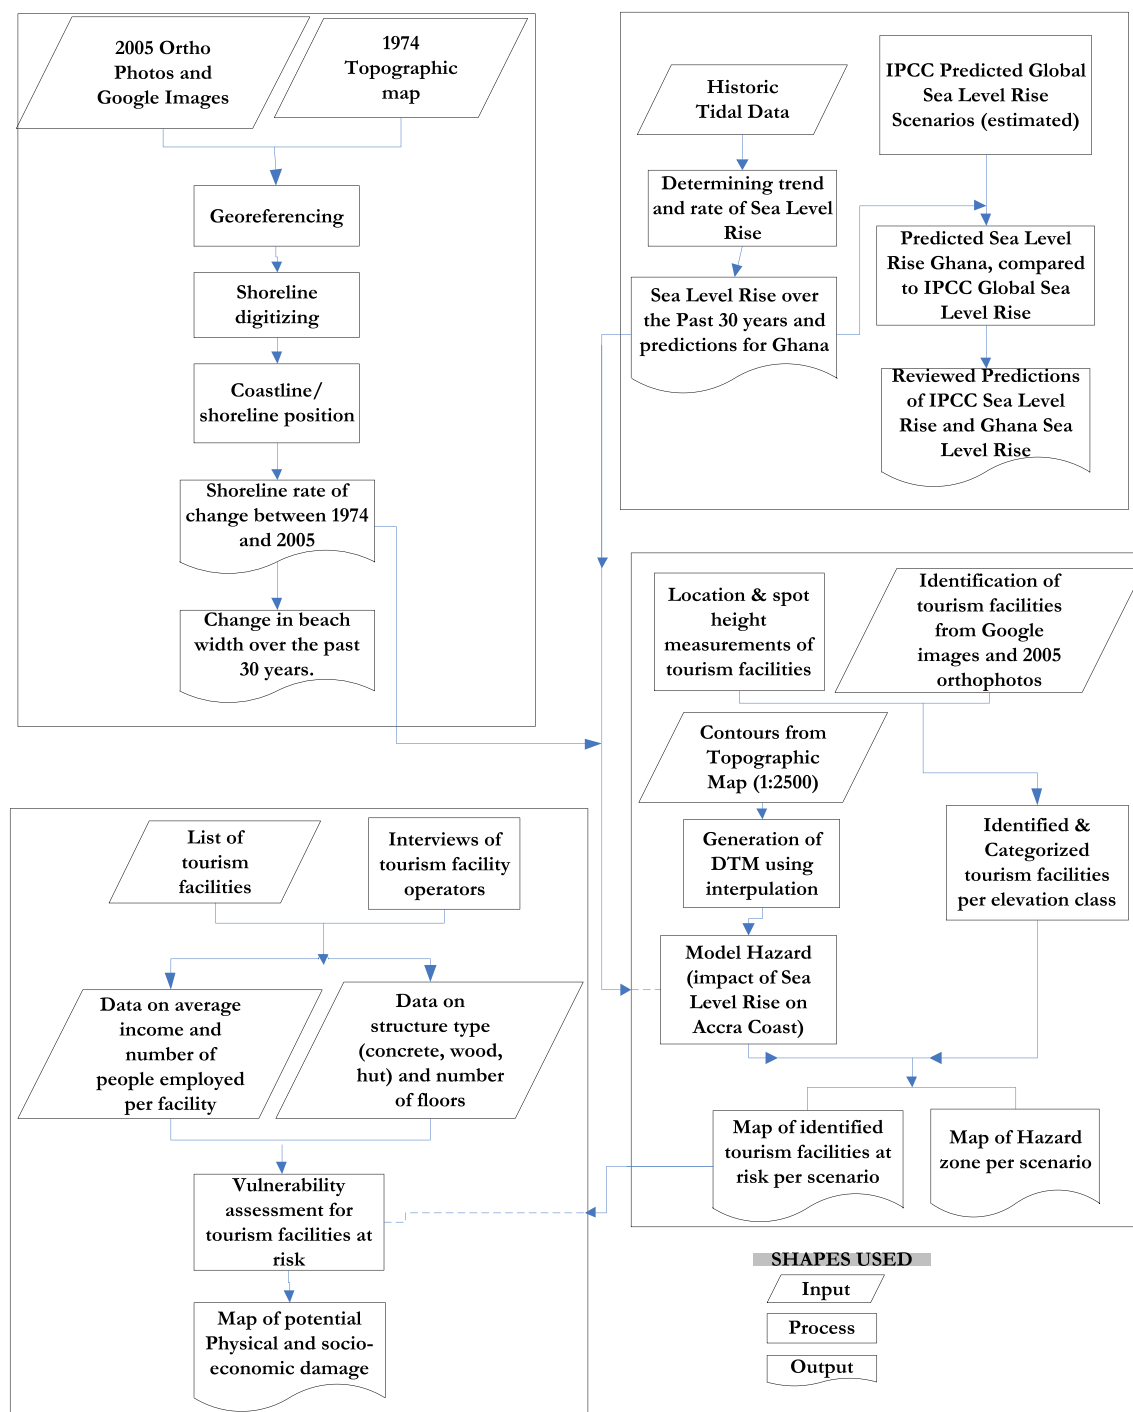 2005 Ortho
Photos and
Google Images
1974
Topographic
map
Georeferencing
Shoreline
digitizing
Coastline/
shoreline position
Shoreline rate of
change between 1974
and 2005
Change in beach
width over the past
30 years.
Historic
Tidal Data
IPCC Predicted Global
Sea Level Rise
Scenarios (estimated)
Determining trend
and rate of Sea Level
Rise
Predicted Sea Level
Rise Ghana, compared
to IPCC Global Sea
Level Rise
Sea Level Rise over
the Past 30 years and
predictions for Ghana
Reviewed Predictions
of IPCC Sea Level
Rise and Ghana Sea
Level Rise
Location & spot
height
measurements of
tourism facilities
Identification of
tourism facilities
from Google
images and 2005
orthophotos
Contours from
Topographic
Map (1:2500)
Generation of
DTM using
interpulation
Identified &
Categorized
tourism facilities
per elevation class
Model Hazard
(impact of Sea
Level Rise on
Accra Coast)
Map of identified
tourism facilities at
risk per scenario
Map of Hazard
zone per scenario
List of
tourism
facilities
Interviews of
tourism facility
operators
Data on average
income and
number of
people employed
per facility
Data on
structure type
(concrete, wood,
hut) and number
of floors
Vulnerability
assessment for
tourism facilities at
risk
Map of potential
Physical and socio-
economic damage
SHAPES USED
Input
Process
Output